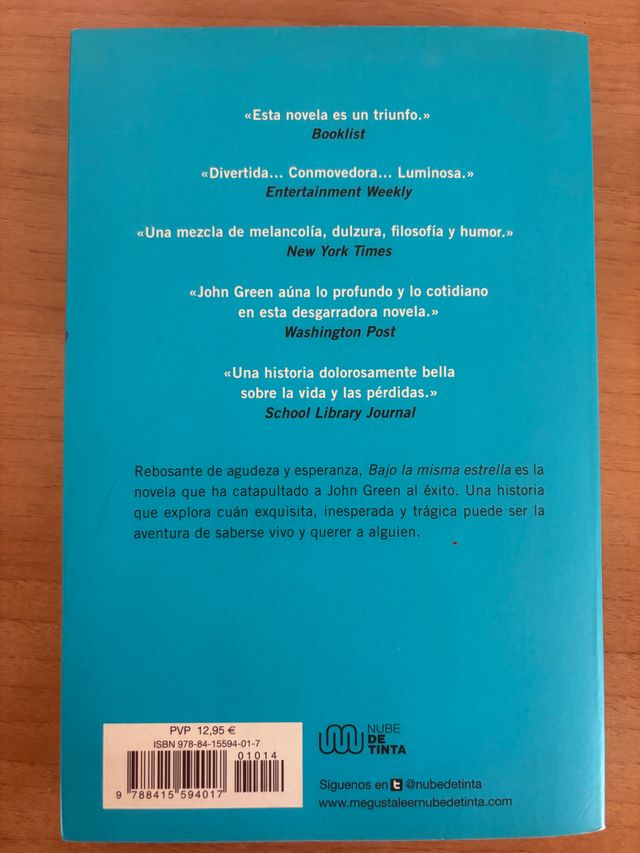 «Esta novela es un triunfo.»
Booklist
«Divertida... Conmovedora... Luminosa.»
Entertainment Weekly
«Una mezcla de melancolía, dulzura, filosofía y humor.»
New York Times
«John Green aúna lo profundo y lo cotidiano
en esta desgarradora novela.»
Washington Post
«Una historia dolorosamente bella
sobre la vida y las pérdidas.»
School Library Journal
Rebosante de agudeza y esperanza, Bajo la misma estrella es la
novela que ha catapultado a John Green al éxito. Una historia
que explora cuán exquisita, inesperada y trágica puede ser la
aventura de saberse vivo y querer a alguien.
PVP 12,95 €
ISBN 978-84-15594-01-7
01014
9 788415 594017
NUBE
DE
TINTA
Síguenos en @nubedetinta
www.megustaleernubedetinta.com